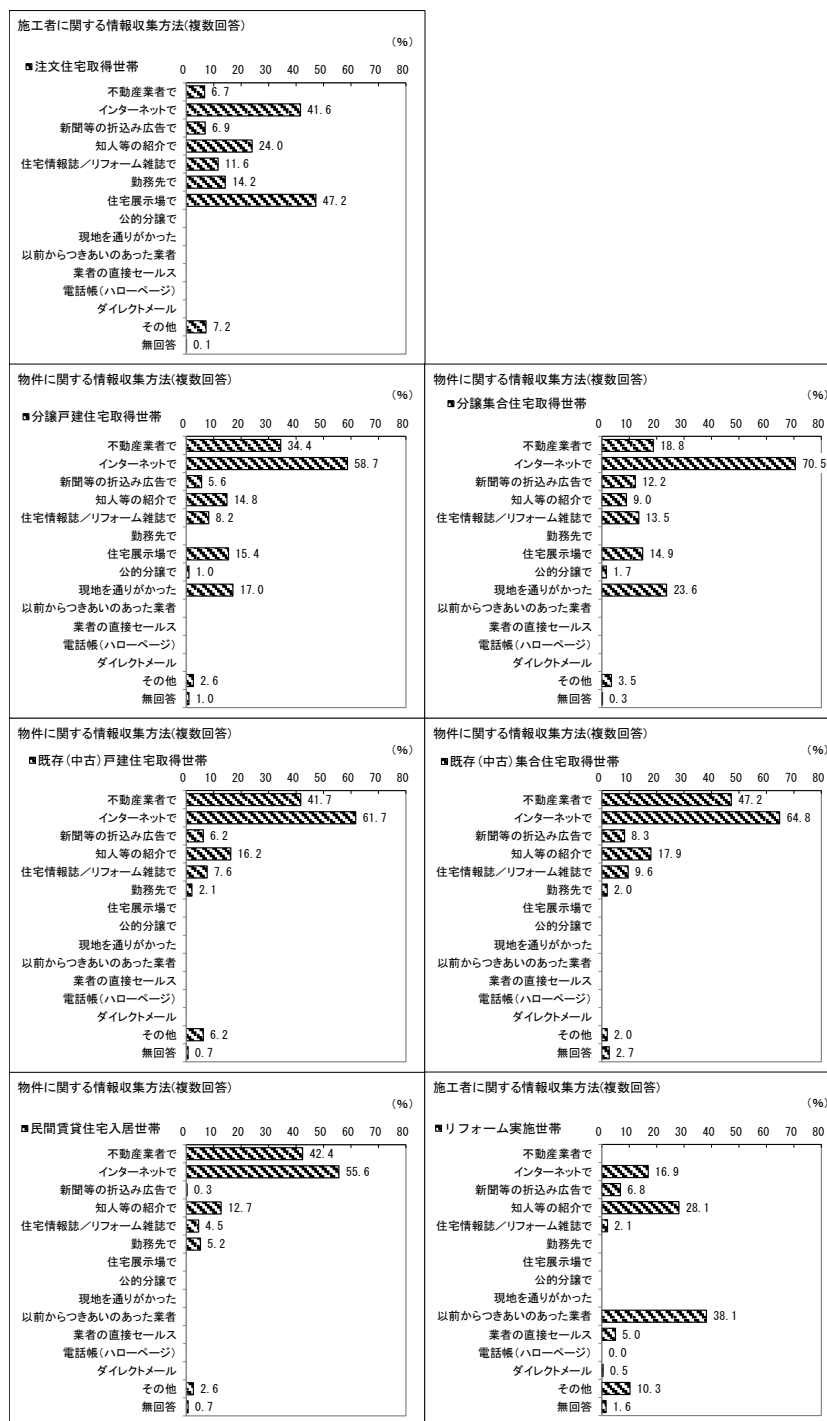 施工者に関する情報収集方法(複数回答)
(%)
■注文住宅取得世帯
0 10 20 30 40 50 60 70 80
不動産業者で 6.7
インターネットで 41.6
新聞等の折込み広告で 6.9
知人等の紹介で 24.0
住宅情報誌／リフォーム雑誌で 11.6
勤務先で 14.2
住宅展示場で 47.2
公的分譲で
現地を通りがかった
以前からつきあいのあった業者
業者の直接セールス
電話帳(ハローページ)
ダイレクトメール
その他 7.2
無回答 0.1
物件に関する情報収集方法(複数回答)
(%)
■分譲戸建住宅取得世帯
0 10 20 30 40 50 60 70 80
不動産業者で 34.4
インターネットで 58.7
新聞等の折込み広告で 5.6
知人等の紹介で 14.8
住宅情報誌／リフォーム雑誌で 8.2
勤務先で
住宅展示場で 15.4
公的分譲で 1.0
現地を通りがかった 17.0
以前からつきあいのあった業者
業者の直接セールス
電話帳(ハローページ)
ダイレクトメール
その他 2.6
無回答 1.0
物件に関する情報収集方法(複数回答)
(%)
■分譲集合住宅取得世帯
0 10 20 30 40 50 60 70 80
不動産業者で 18.8
インターネットで 70.5
新聞等の折込み広告で 12.2
知人等の紹介で 9.0
住宅情報誌／リフォーム雑誌で 13.5
勤務先で
住宅展示場で 14.9
公的分譲で 1.7
現地を通りがかった 23.6
以前からつきあいのあった業者
業者の直接セールス
電話帳(ハローページ)
ダイレクトメール
その他 3.5
無回答 0.3
物件に関する情報収集方法(複数回答)
(%)
■既存(中古)戸建住宅取得世帯
0 10 20 30 40 50 60 70 80
不動産業者で 41.7
インターネットで 61.7
新聞等の折込み広告で 6.2
知人等の紹介で 16.2
住宅情報誌／リフォーム雑誌で 7.6
勤務先で 2.1
住宅展示場で
公的分譲で
現地を通りがかった
以前からつきあいのあった業者
業者の直接セールス
電話帳(ハローページ)
ダイレクトメール
その他 6.2
無回答 0.7
物件に関する情報収集方法(複数回答)
(%)
■既存(中古)集合住宅取得世帯
0 10 20 30 40 50 60 70 80
不動産業者で 47.2
インターネットで 64.8
新聞等の折込み広告で 8.3
知人等の紹介で 17.9
住宅情報誌／リフォーム雑誌で 9.6
勤務先で 2.0
住宅展示場で
公的分譲で
現地を通りがかった
以前からつきあいのあった業者
業者の直接セールス
電話帳(ハローページ)
ダイレクトメール
その他 2.0
無回答 2.7
物件に関する情報収集方法(複数回答)
(%)
■民間賃貸住宅入居世帯
0 10 20 30 40 50 60 70 80
不動産業者で 42.4
インターネットで 55.6
新聞等の折込み広告で 0.3
知人等の紹介で 12.7
住宅情報誌／リフォーム雑誌で 4.5
勤務先で 5.2
住宅展示場で
公的分譲で
現地を通りがかった
以前からつきあいのあった業者
業者の直接セールス
電話帳(ハローページ)
ダイレクトメール
その他 2.6
無回答 0.7
施工者に関する情報収集方法(複数回答)
(%)
■リフォーム実施世帯
0 10 20 30 40 50 60 70 80
不動産業者で
インターネットで 16.9
新聞等の折込み広告で 6.8
知人等の紹介で 28.1
住宅情報誌／リフォーム雑誌で 2.1
勤務先で
住宅展示場で
公的分譲で
現地を通りがかった
以前からつきあいのあった業者 38.1
業者の直接セールス 5.0
電話帳(ハローページ) 0.0
ダイレクトメール 0.5
その他 10.3
無回答 1.6